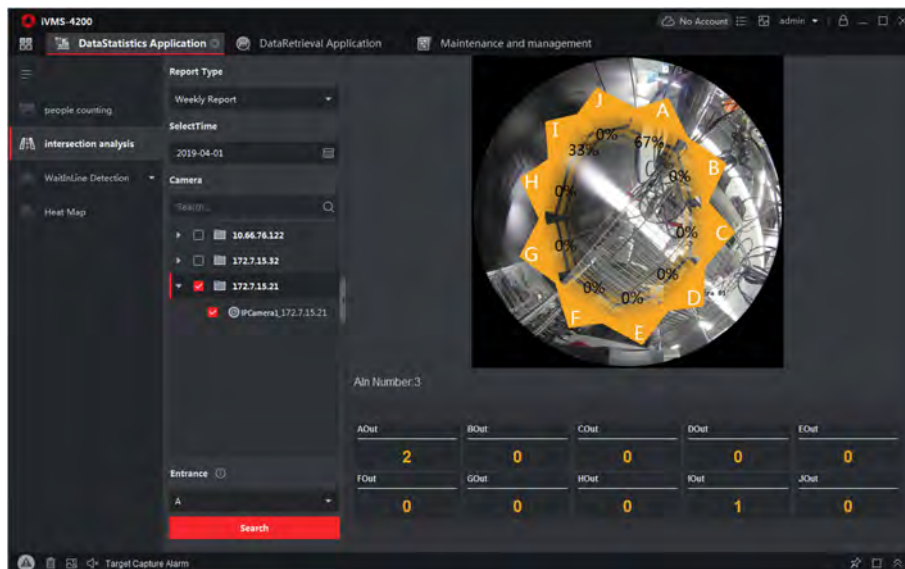 iVMS-4200
No Account
admin
DataStatistics Application
DataRetrieval Application
Maintenance and management
people counting
intersection analysis
WaitInLine Detection
Heat Map
Report Type
Weekly Report
SelectTime
2019-04-01
Camera
Search...
10.66.76.122
172.7.15.32
172.7.15.21
IPCamera1_172.7.15.21
Entrance
A
Search
J
A
I
0%
67%
33%
B
H
0%
0%
C
G
0%
0%
0%
D
0%
0%
F
E
AIn Number:3
AOut
BOut
COut
DOut
EOut
2
0
0
0
0
FOut
GOut
HOut
IOut
JOut
0
0
0
1
0
Target Capture Alarm